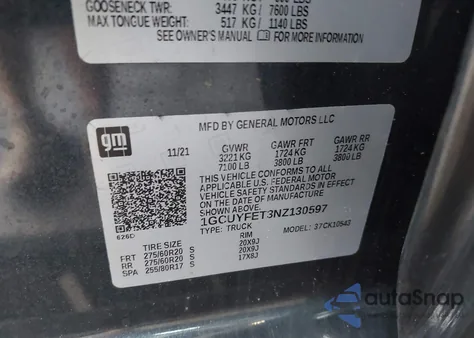 GOOSENECK TWR: 3447 KG / 7600 LBS
MAX TONGUE WEIGHT: 517 KG / 1140 LBS
SEE OWNER'S MANUAL FOR MORE INFORMATION
MFD BY GENERAL MOTORS LLC
gm
11/21
GVWR GAWR FRT GAWR RR
3221 KG 1724 KG 1724 KG
7100 LB 3800 LB 3800 LB
THIS VEHICLE CONFORMS TO ALL
APPLICABLE U.S. FEDERAL MOTOR
VEHICLE SAFETY STANDARDS IN EFFECT
ON THE DATE OF MANUFACTURE
SHOWN ABOVE.
1GCUYFET3NZ130597
TYPE: TRUCK MODEL: 37CK10543
626D
TIRE SIZE RIM
FRT 275/60R20 S 20X9J
RR 275/60R20 S 20X9J
SPA 255/80R17 S 17X8J
autoSnap